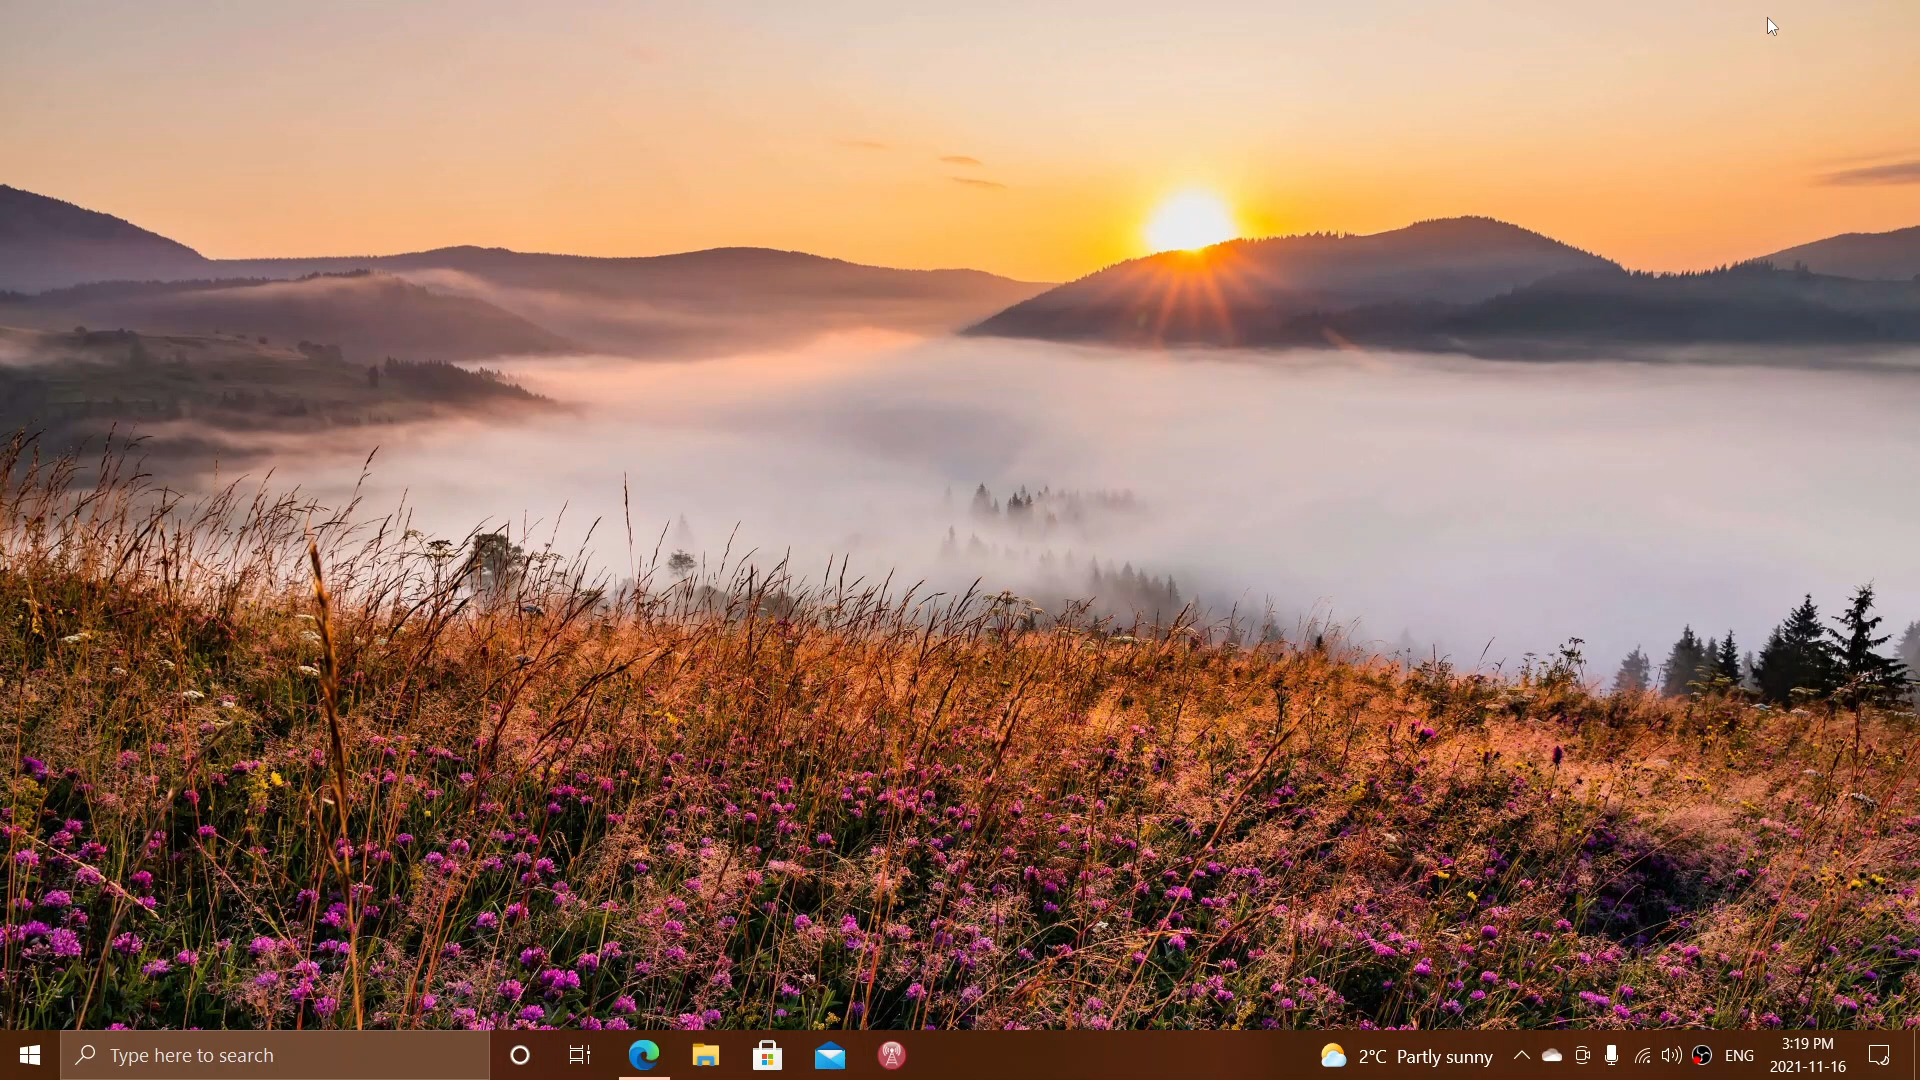 Type here to search
2°C Partly sunny
ENG
3:19 PM
2021-11-16